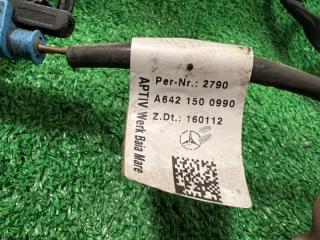 Per-Nr.: 2790
A642 150 0990
Z.Dt.: 160112
APTIV Werk Baia Mare